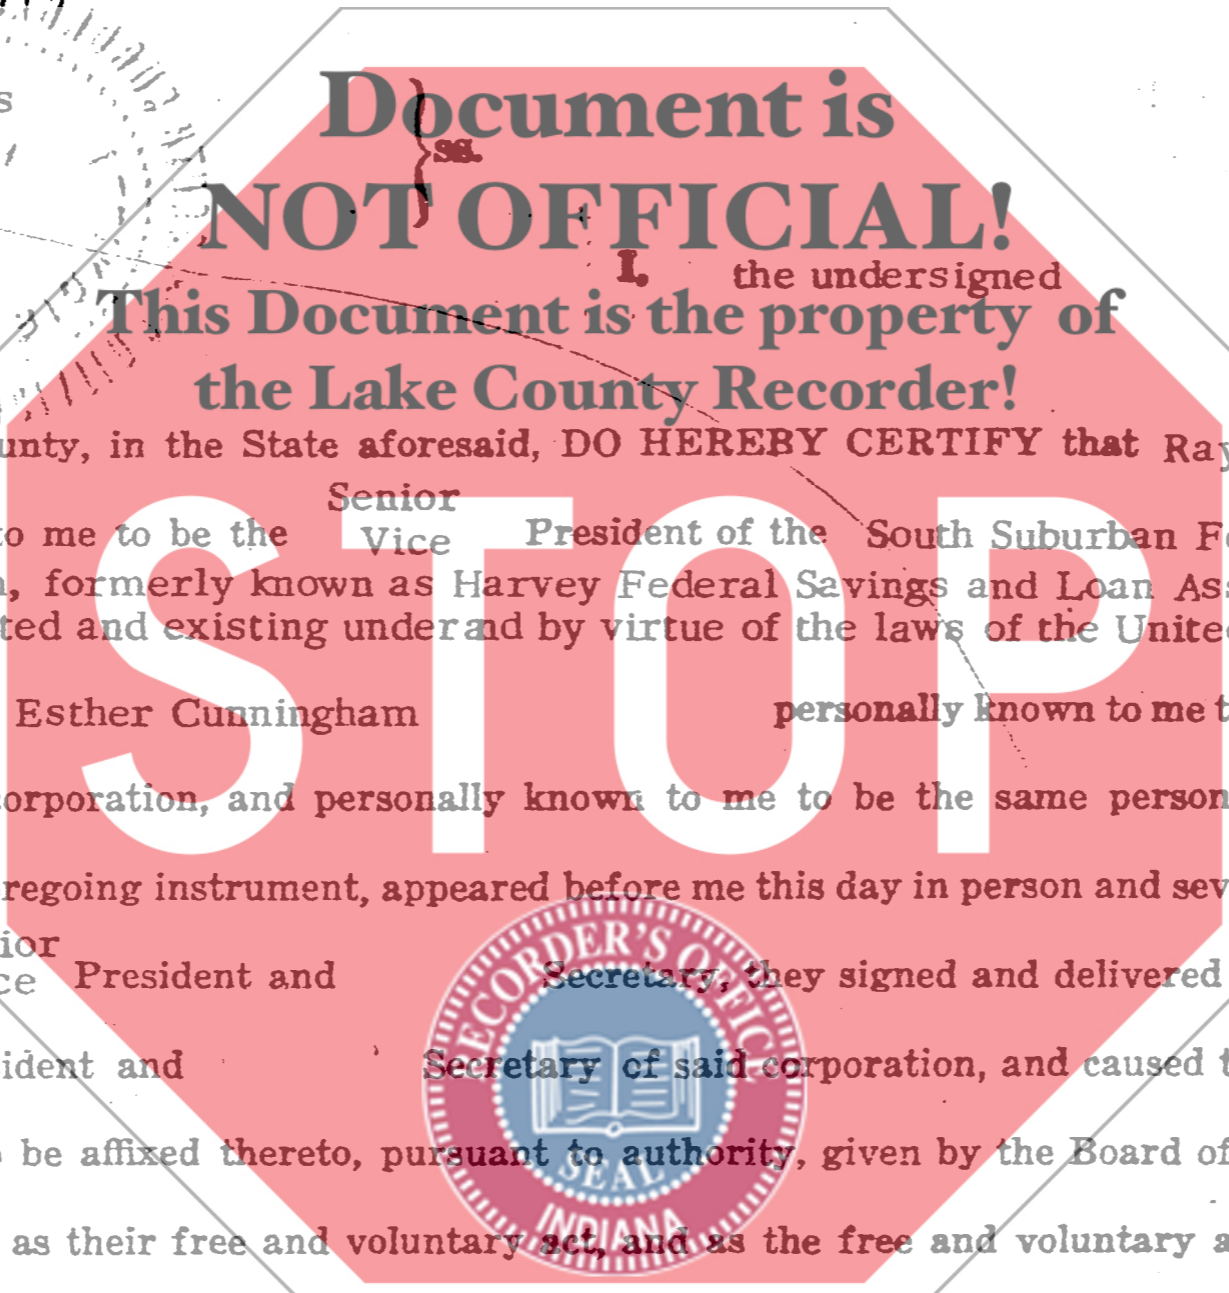 s
Document is
ss.
NOT OFFICIAL!
I, the undersigned
This Document is the property of
the Lake County Recorder!
unty, in the State aforesaid, DO HEREBY CERTIFY that Ray
Senior
to me to be the Vice President of the South Suburban Fe
, formerly known as Harvey Federal Savings and Loan Ass
ted and existing under and by virtue of the laws of the Unite
STOP
Esther Cunningham personally known to me t
orporation, and personally known to me to be the same person
regoing instrument, appeared before me this day in person and sev
ior
ce President and Secretary, they signed and delivered
ident and Secretary of said corporation, and caused t
be affixed thereto, pursuant to authority, given by the Board of
as their free and voluntary act, and as the free and voluntary a
ECORDER'S OFFIC
SEAL
INDIANA